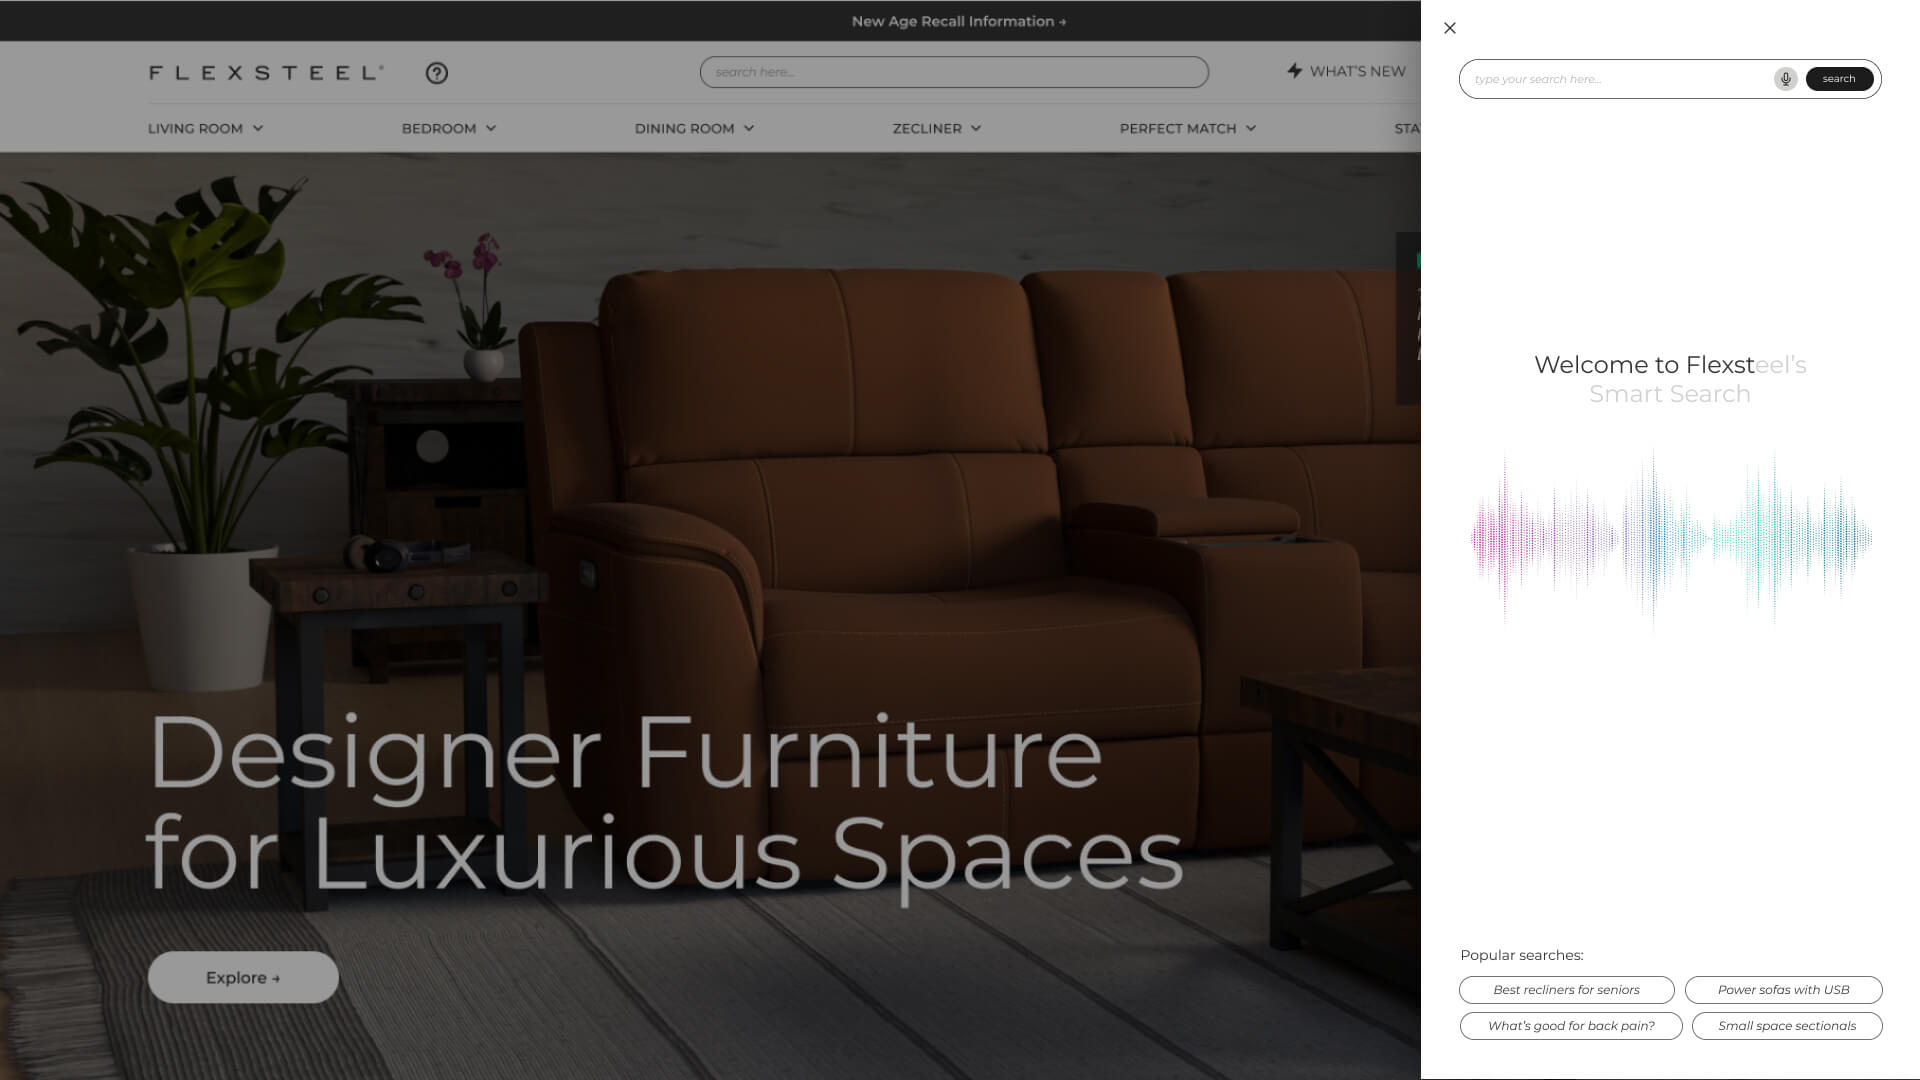 New Age Recall Information →
FLEXSTEEL®
?
search here...
WHAT'S NEW
LIVING ROOM
BEDROOM
DINING ROOM
ZECLINER
PERFECT MATCH
STA
Designer Furniture
for Luxurious Spaces
Explore →
type your search here...
search
Welcome to Flexsteel's
Smart Search
Popular searches:
Best recliners for seniors
Power sofas with USB
What's good for back pain?
Small space sectionals